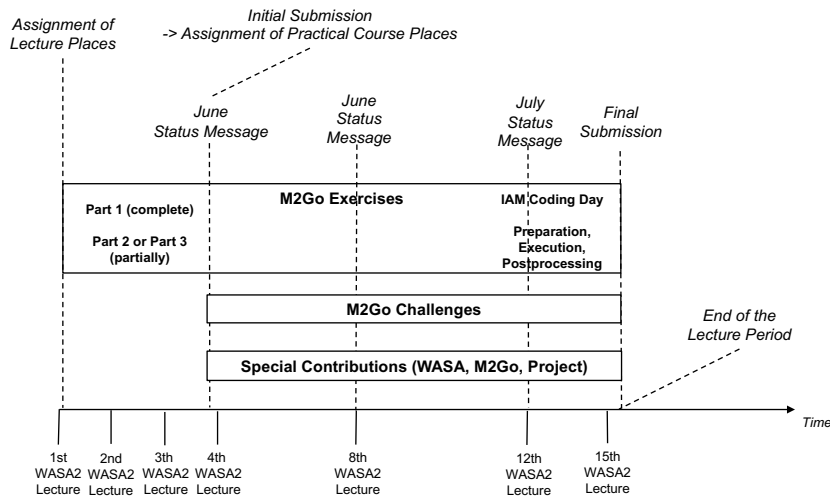 Assignment of
Lecture Places
Initial Submission
-> Assignment of Practical Course Places
June
Status Message
June
Status
Message
July
Status
Message
Final
Submission
M2Go Exercises
Part 1 (complete)
Part 2 or Part 3
(partially)
IAM Coding Day
Preparation,
Execution,
Postprocessing
M2Go Challenges
Special Contributions (WASA, M2Go, Project)
End of the
Lecture Period
Time
1st
WASA2
Lecture
2nd
WASA2
Lecture
3th
WASA2
Lecture
4th
WASA2
Lecture
8th
WASA2
Lecture
12th
WASA2
Lecture
15th
WASA2
Lecture